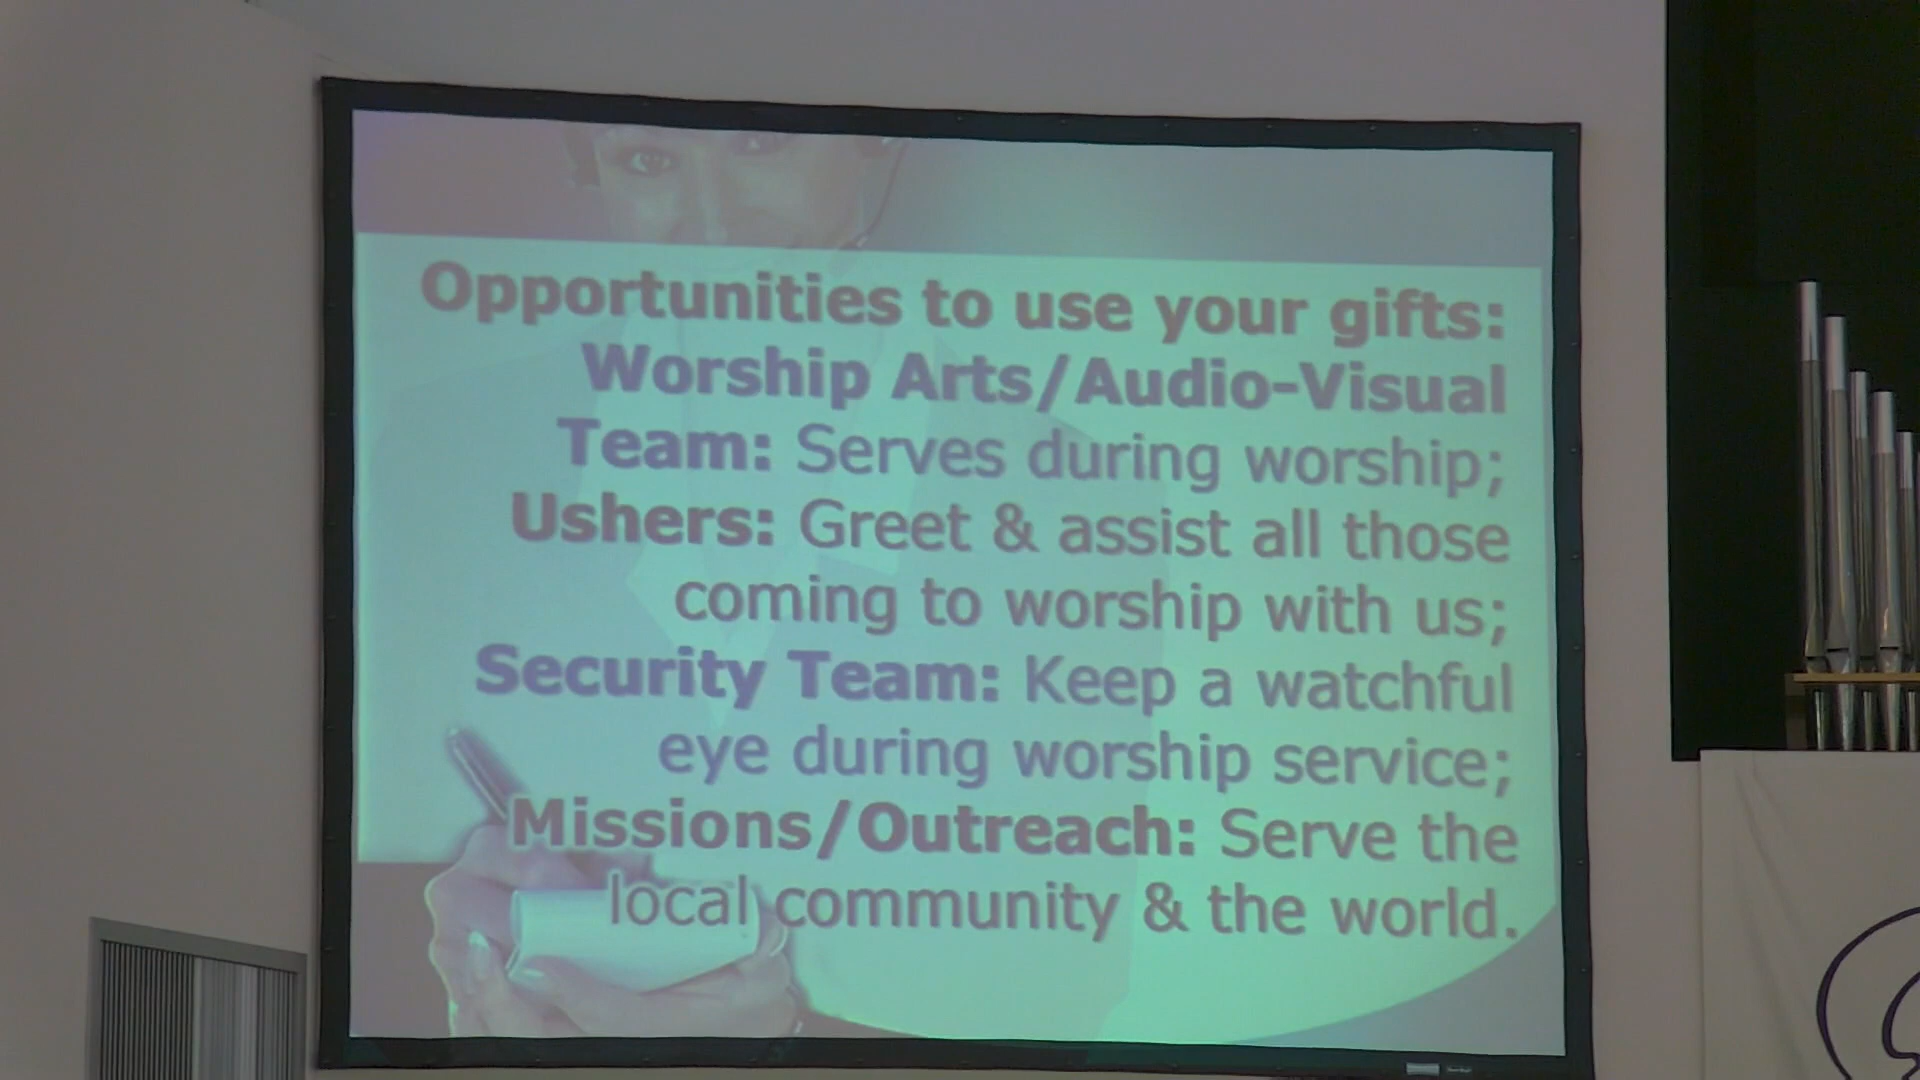 Opportunities to use your gifts:
Worship Arts/Audio-Visual
Team: Serves during worship;
Ushers: Greet & assist all those
coming to worship with us;
Security Team: Keep a watchful
eye during worship service;
Missions/Outreach: Serve the
local community & the world.